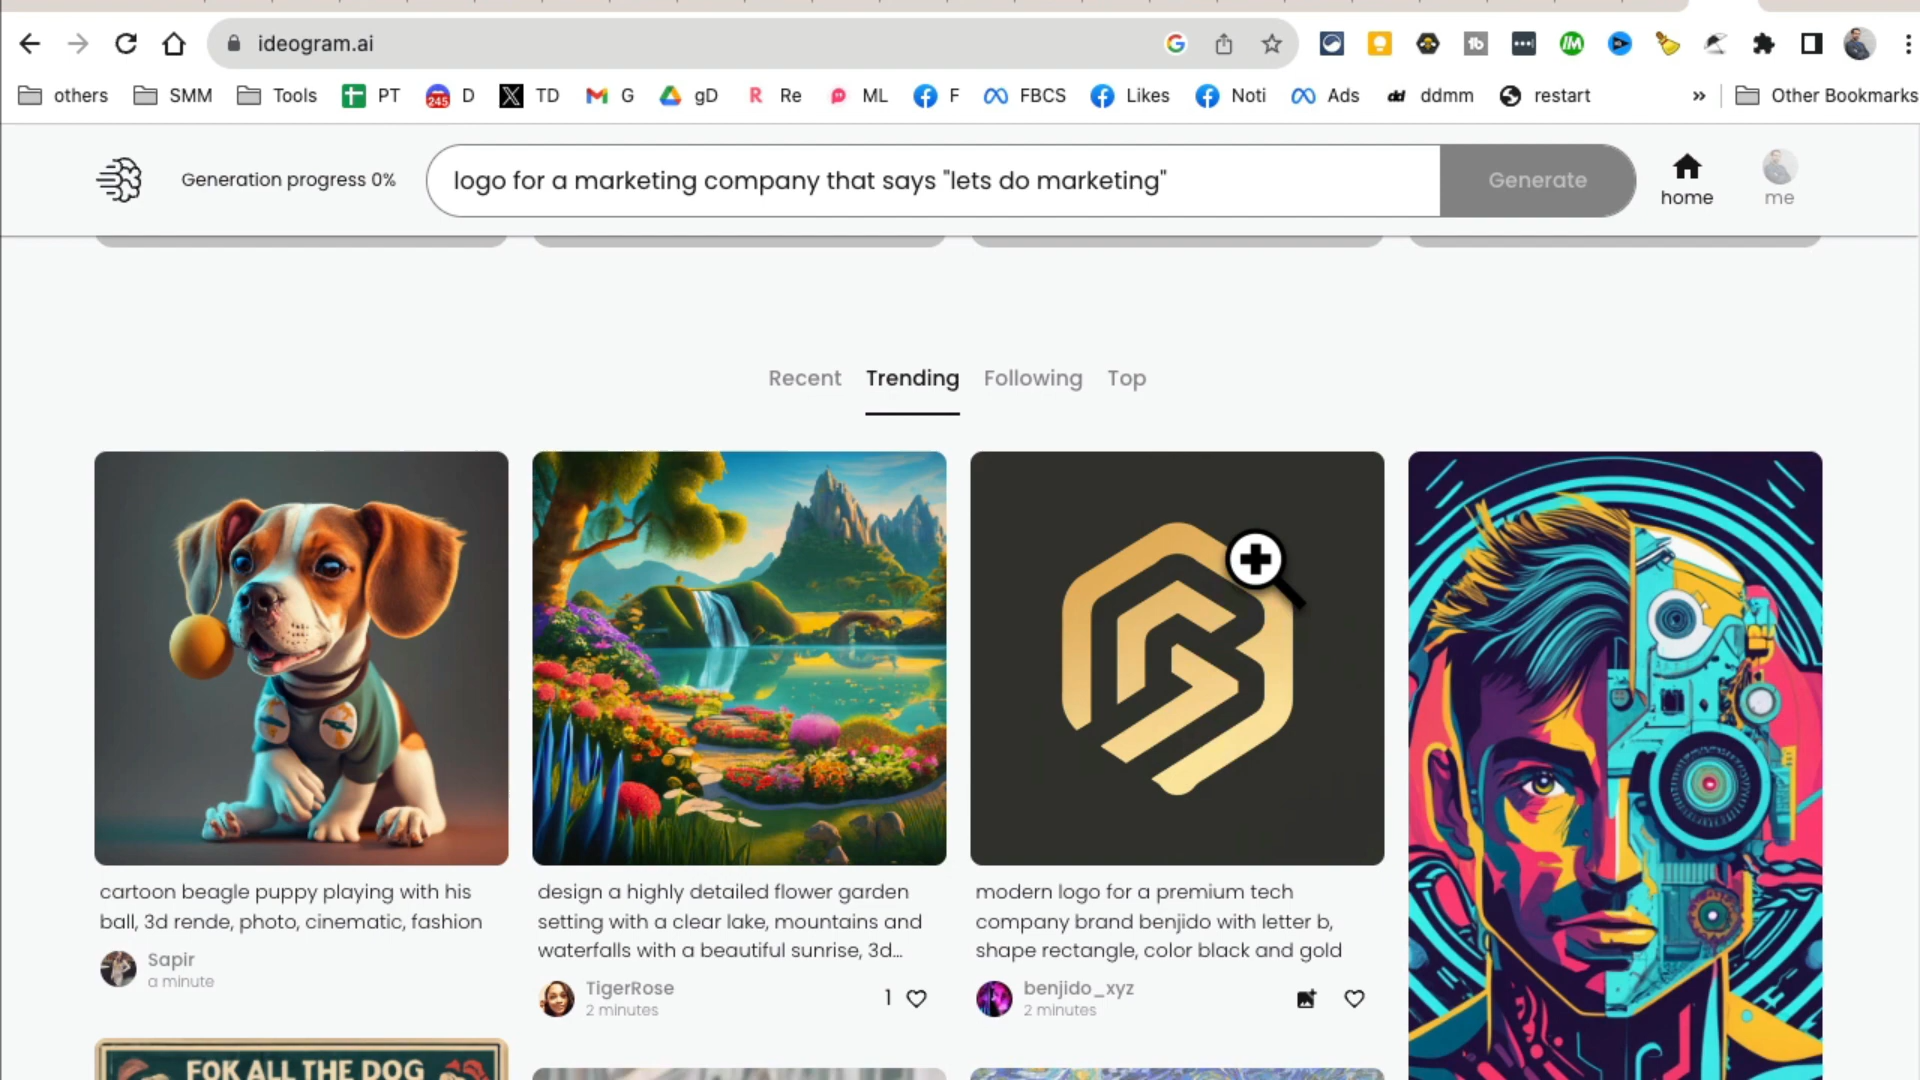 ideogram.ai
others SMM Tools PT 245 D TD G gD R Re ML F FBCS Likes Noti Ads dd ddmm restart » Other Bookmarks
Generation progress 0% logo for a marketing company that says "lets do marketing" Generate home me
Recent Trending Following Top
cartoon beagle puppy playing with his
ball, 3d rende, photo, cinematic, fashion
Sapir
a minute
design a highly detailed flower garden
setting with a clear lake, mountains and
waterfalls with a beautiful sunrise, 3d...
TigerRose
2 minutes
1
modern logo for a premium tech
company brand benjido with letter b,
shape rectangle, color black and gold
benjido_xyz
2 minutes
FOK ALL THE DOG